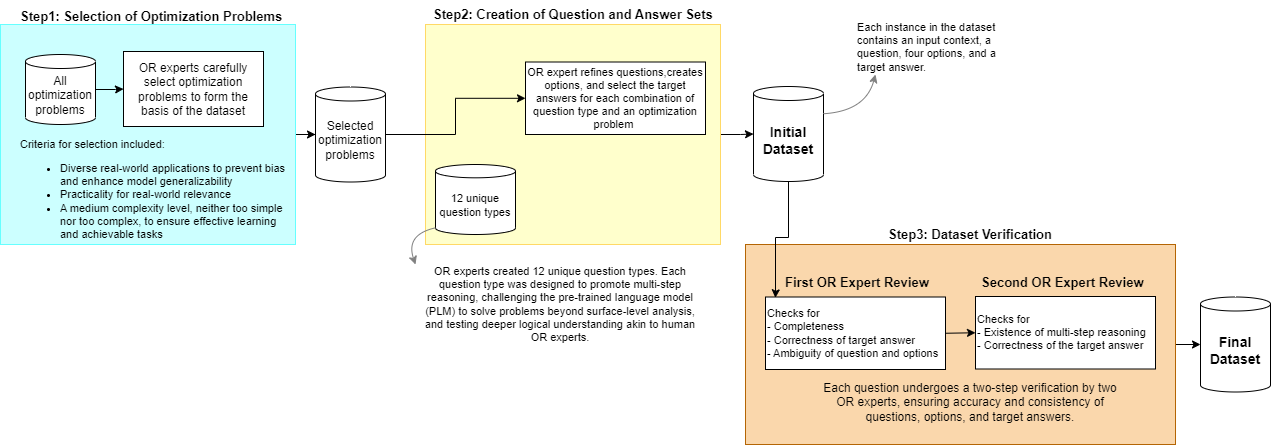 Step1: Selection of Optimization Problems
All
optimization
problems
OR experts carefully
select optimization
problems to form the
basis of the dataset
Criteria for selection included:
• Diverse real-world applications to prevent bias
and enhance model generalizability
• Practicality for real-world relevance
• A medium complexity level, neither too simple
nor too complex, to ensure effective learning
and achievable tasks
Selected
optimization
problems
Step2: Creation of Question and Answer Sets
OR expert refines questions,creates
options, and select the target
answers for each combination of
question type and an optimization
problem
12 unique
question types
OR experts created 12 unique question types. Each
question type was designed to promote multi-step
reasoning, challenging the pre-trained language model
(PLM) to solve problems beyond surface-level analysis,
and testing deeper logical understanding akin to human
OR experts.
Each instance in the dataset
contains an input context, a
question, four options, and a
target answer.
Initial
Dataset
Step3: Dataset Verification
First OR Expert Review
Checks for
- Completeness
- Correctness of target answer
- Ambiguity of question and options
Second OR Expert Review
Checks for
- Existence of multi-step reasoning
- Correctness of the target answer
Each question undergoes a two-step verification by two
OR experts, ensuring accuracy and consistency of
questions, options, and target answers.
Final
Dataset